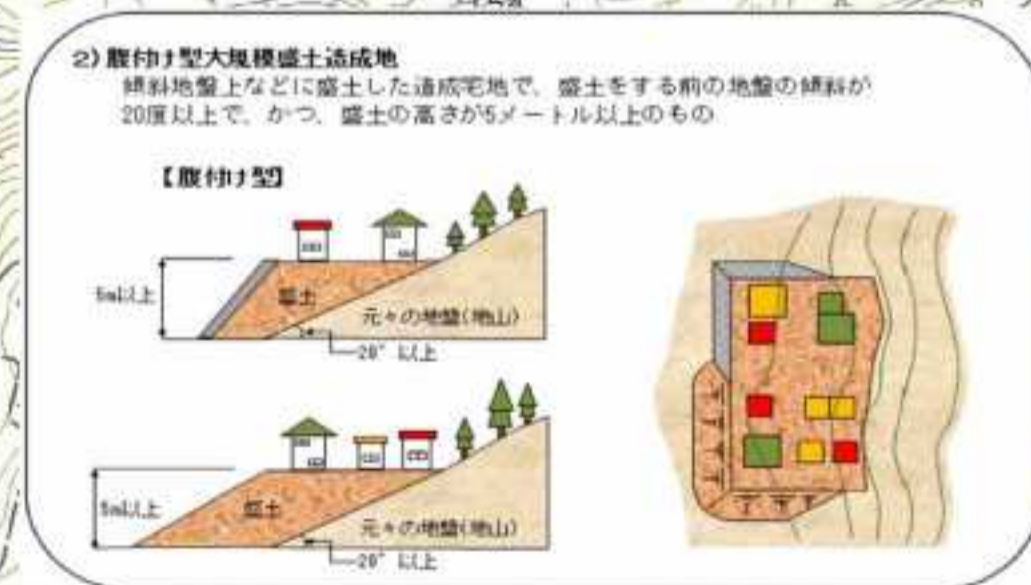 2) 腹付け型大規模盛土造成地
傾斜地盤上などに盛土した造成宅地で、盛土をする前の地盤の傾斜が
20度以上で、かつ、盛土の高さが5メートル以上のもの
【腹付け型】
5m以上
盛土
元々の地盤(地山)
20° 以上
5m以上
盛土
元々の地盤(地山)
20° 以上